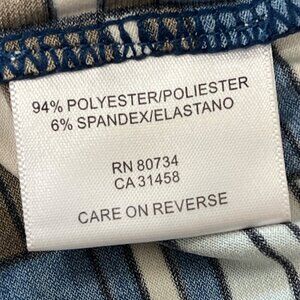 94% POLYESTER/POLIESTER
6% SPANDEX/ELASTANO
RN 80734
CA 31458
CARE ON REVERSE